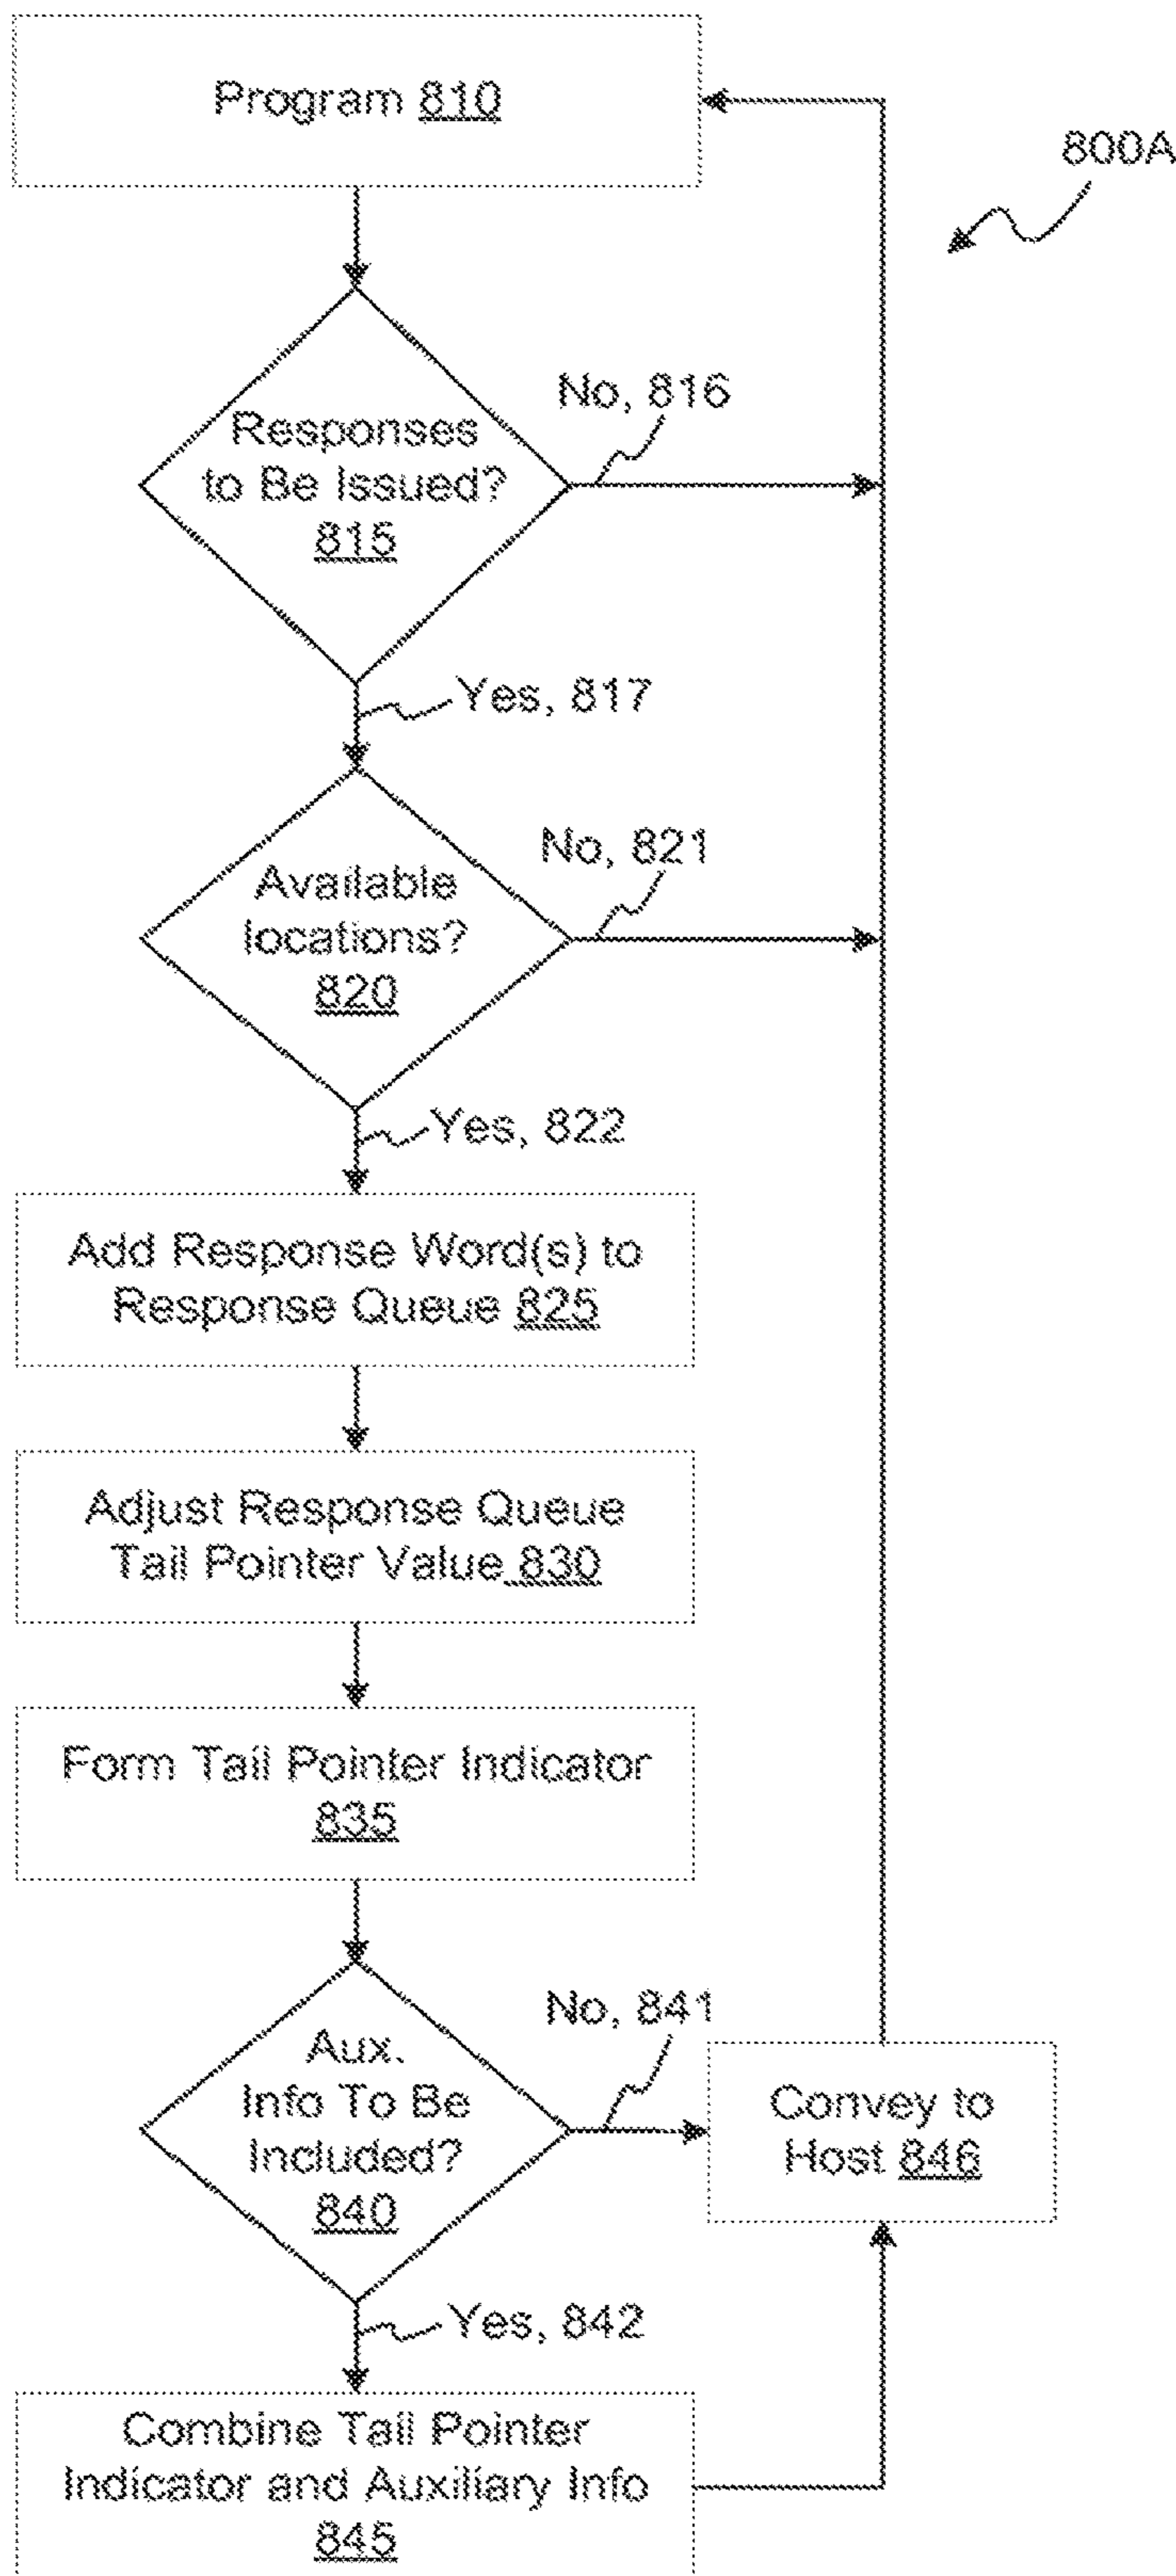 Program 810
800A
No, 816
Responses
to Be Issued?
815
Yes, 817
No, 821
Available
locations?
820
Yes, 822
Add Response Word(s) to
Response Queue 825
Adjust Response Queue
Tail Pointer Value 830
Form Tail Pointer Indicator
835
No, 841
Aux.
Info To Be
Included?
840
Convey to
Host 846
Yes, 842
Combine Tail Pointer
Indicator and Auxiliary Info
845